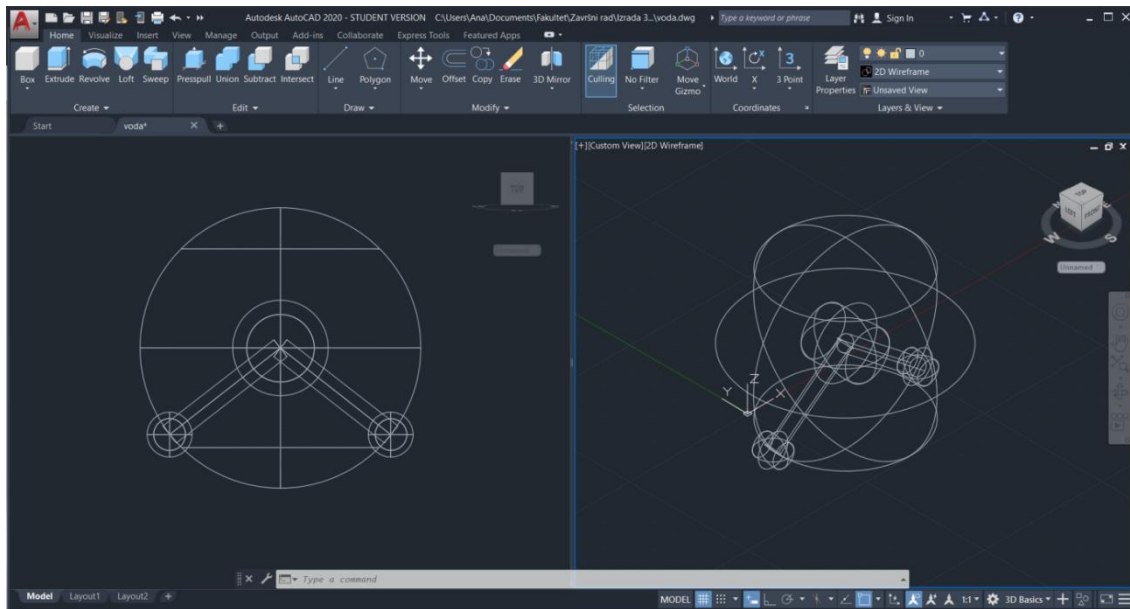 Autodesk AutoCAD 2020 - STUDENT VERSION C:\Users\Ana\Documents\Fakultet\Završni rad\Izrada 3...\voda.dwg Type a keyword or phrase Sign In
Home Visualize Insert View Manage Output Add-ins Collaborate Express Tools Featured Apps
0
2D Wireframe
Box Extrude Revolve Loft Sweep Presspull Union Subtract Intersect Line Polygon Move Offset Copy Erase 3D Mirror Culling No Filter Move Gizmo World X 3 Point Layer Properties Unsaved View
Create Edit Draw Modify Selection Coordinates Layers & View
Start voda*
[+][Custom View][2D Wireframe]
TOP
TOP
LEFT FRONT
W S
Unnamed
Z
Y X
Type a command
Model Layout1 Layout2 +
MODEL 1:1 3D Basics